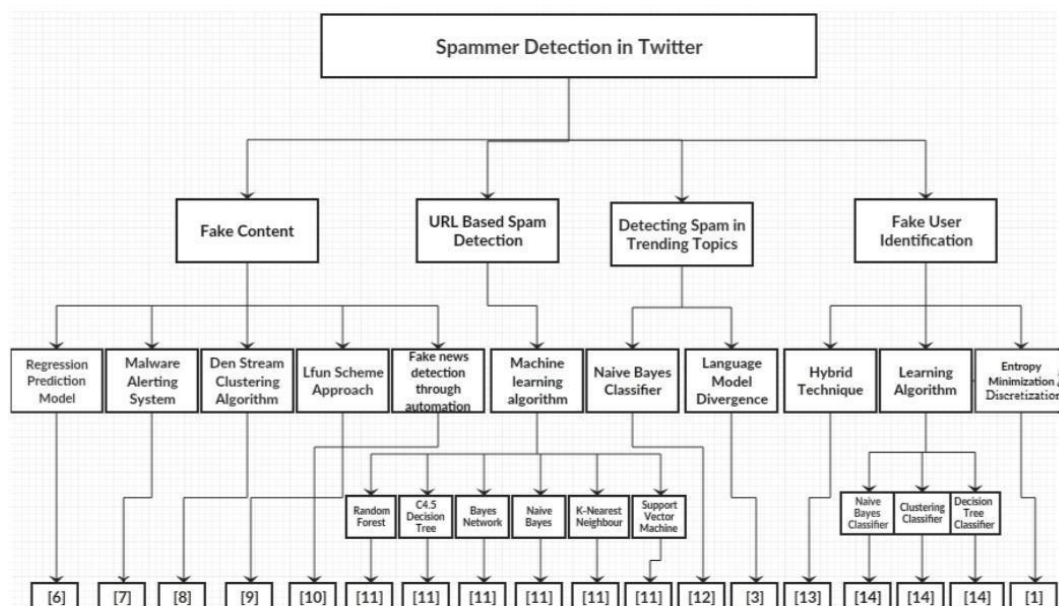 Spammer Detection in Twitter
Fake Content
URL Based Spam
Detection
Detecting Spam in
Trending Topics
Fake User
Identification
Regression
Prediction
Model
Malware
Alerting
System
Den Stream
Clustering
Algorithm
Lfun Scheme
Approach
Fake news
detection
through
automation
Machine
learning
algorithm
Naive Bayes
Classifier
Language
Model
Divergence
Hybrid
Technique
Learning
Algorithm
Entropy
Minimization
Discretization
Random
Forest
C4.5
Decision
Tree
Bayes
Network
Naive
Bayes
K-Nearest
Neighbour
Support
Vector
Machine
Naive
Bayes
Classifier
Clustering
Classifier
Decision
Tree
Classifier
[6]
[7]
[8]
[9]
[10]
[11]
[11]
[11]
[11]
[11]
[11]
[12]
[3]
[13]
[14]
[14]
[14]
[1]